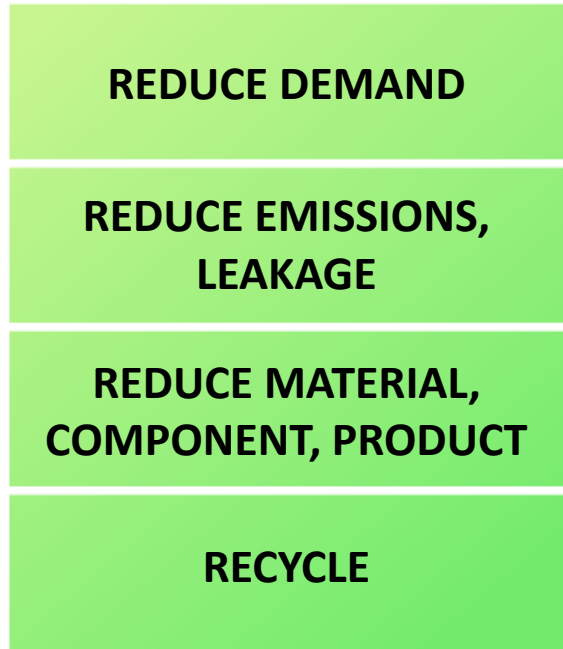 REDUCE DEMAND
REDUCE EMISSIONS,
LEAKAGE
REDUCE MATERIAL,
COMPONENT, PRODUCT
RECYCLE